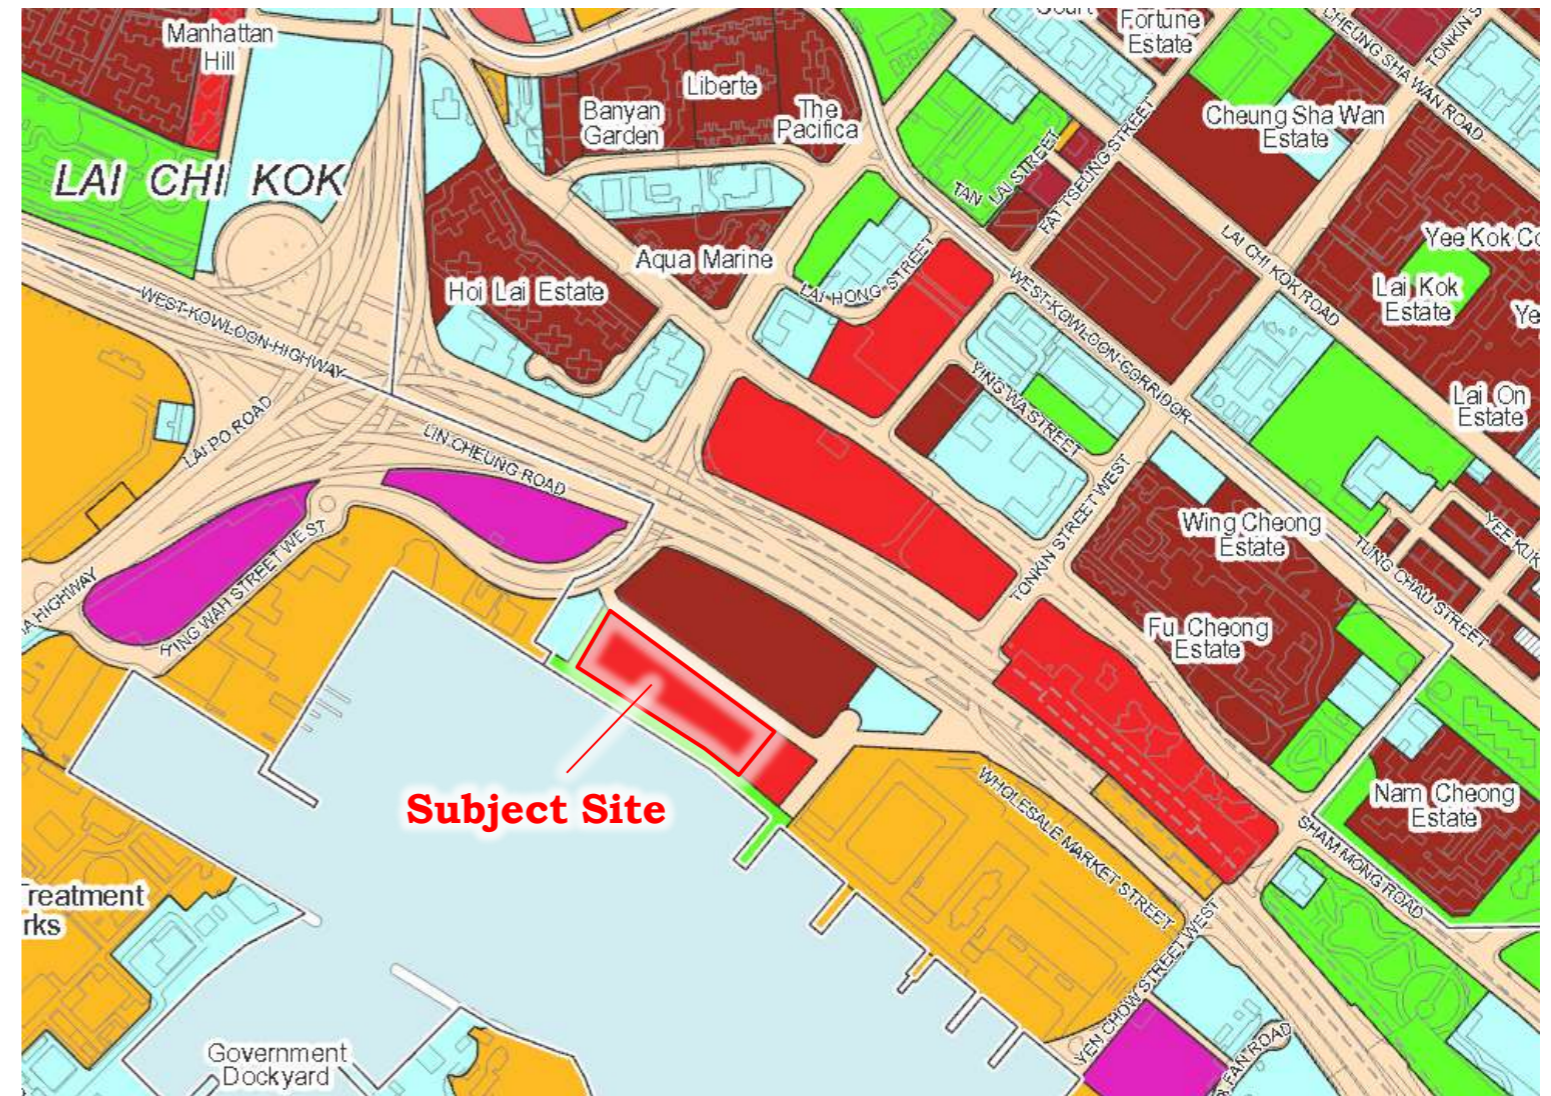 Manhattan
Hill
Fortune
Estate
CHEUNG SHA WAN ROAD
Liberte
Banyan
Garden
The
Pacifica
Cheung Sha Wan
Estate
LAI CHI KOK
TAN LAI STREET
FAT TSEUNG STREET
Aqua Marine
Hoi Lai Estate
LAI HONG STREET
WEST KOWLOON CORRIDOR
LAI CHI KOK ROAD
Yee Kok
Lai Kok
Estate
WEST-KOWLOON-HIGHWAY
LAI PO ROAD
LIN CHEUNG ROAD
YING WA STREET
Lai On
Estate
TONKIN STREET WEST
Wing Cheong
Estate
TUNG CHAU STREET
HING WAH STREET WEST
HIGHWAY
Fu Cheong
Estate
Subject Site
WHOLESALE MARKET STREET
Nam Cheong
Estate
SHAM MONG ROAD
YEN CHOW STREET WEST
Government
Dockyard